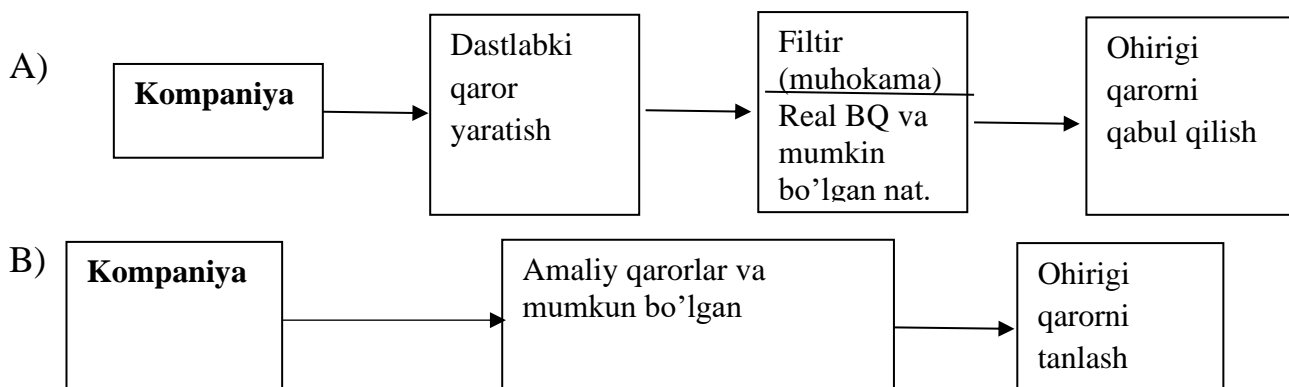 A)
Kompaniya
Dastlabki
qaror
yaratish
Filtir
(muhokama)
Real BQ va
mumkin
bo’lgan nat.
Ohirigi
qarorni
qabul qilish
B)
Kompaniya
Amaliy qarorlar va
mumkun bo’lgan
Ohirigi
qarorni
tanlash